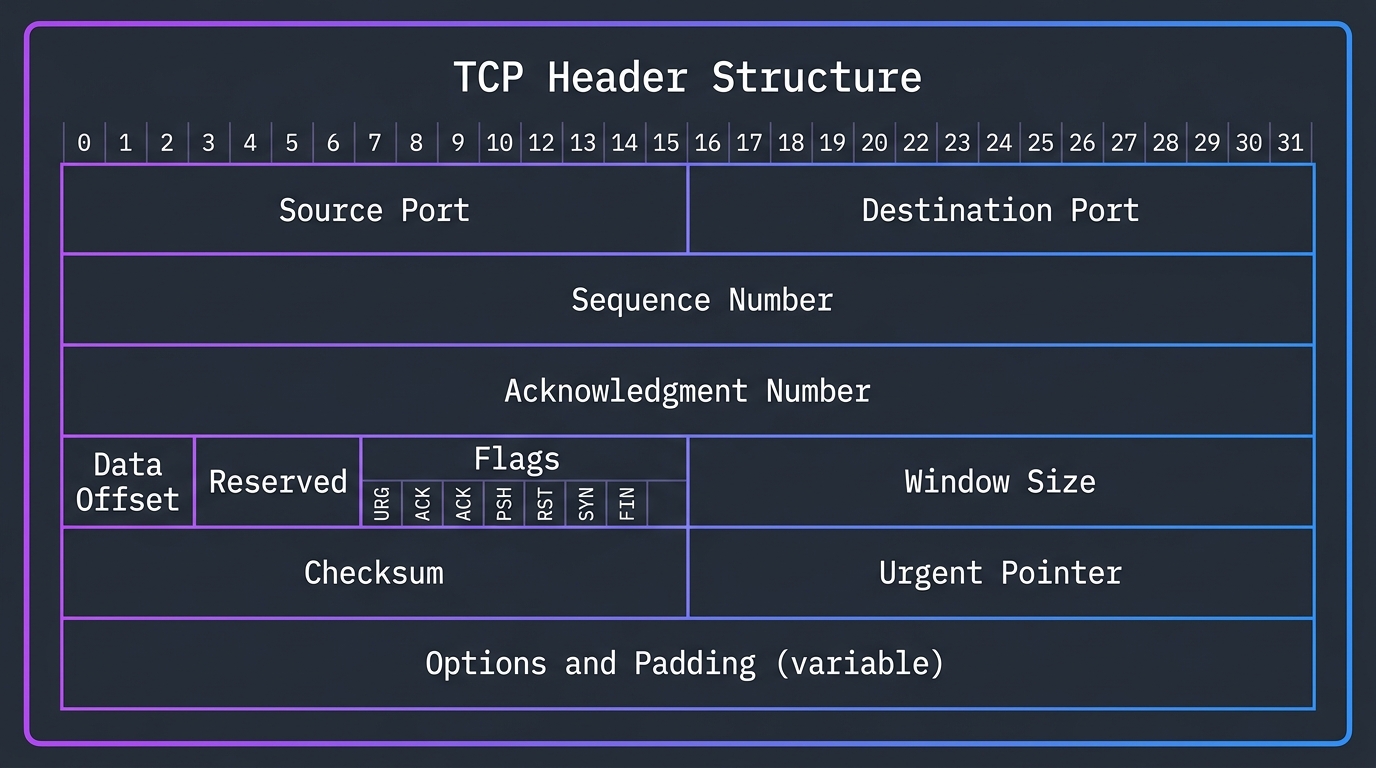 TCP Header Structure
0 1 2 3 4 5 6 7 8 9 10 12 13 14 15 16 17 18 19 20 22 23 24 25 26 27 28 29 30 31
Source Port
Destination Port
Sequence Number
Acknowledgment Number
Data
Offset
Reserved
Flags
URG
ACK
ACK
PSH
RST
SYN
FIN
Window Size
Checksum
Urgent Pointer
Options and Padding (variable)